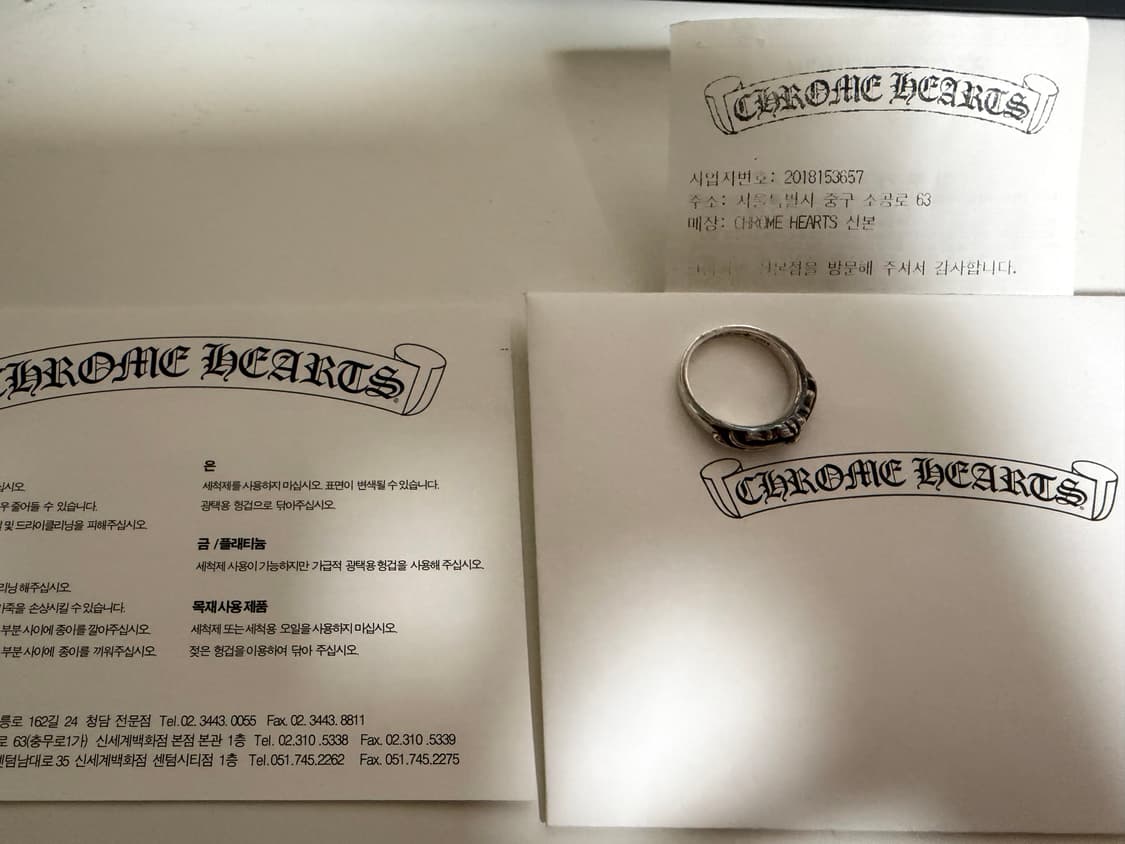 CHROME HEARTS
사업자번호: 2018153657
주소: 서울특별시 중구 소공로 63
매장: CHROME HEARTS 신본
방문해 주셔서 감사합니다.
CHROME HEARTS
은
세척제를 사용하지 마십시오. 표면이 변색될 수 있습니다.
광택용 헝겊으로 닦아주십시오.
금 / 플래티늄
세척제 사용이 가능하지만 가급적 광택용 헝겊을 사용해 주십시오.
목재 사용 제품
세척제 또는 세척용 오일을 사용하지 마십시오.
젖은 헝겊을 이용하여 닦아 주십시오.
십시오.
줄어들 수 있습니다.
및 드라이클리닝을 피해주십시오.
리닝 해주십시오.
가죽을 손상시킬 수 있습니다.
부분 사이에 종이를 깔아주십시오.
부분 사이에 종이를 끼워주십시오.
릉로 162길 24 청담 전문점 Tel. 02. 3443. 0055 Fax. 02. 3443. 8811
로 63(충무로1가) 신세계백화점 본점 본관 1층 Tel. 02.310 .5338 Fax. 02.310 .5339
텀남대로 35 신세계백화점 센텀시티점 1층 Tel. 051.745.2262 Fax. 051.745.2275
CHROME HEARTS